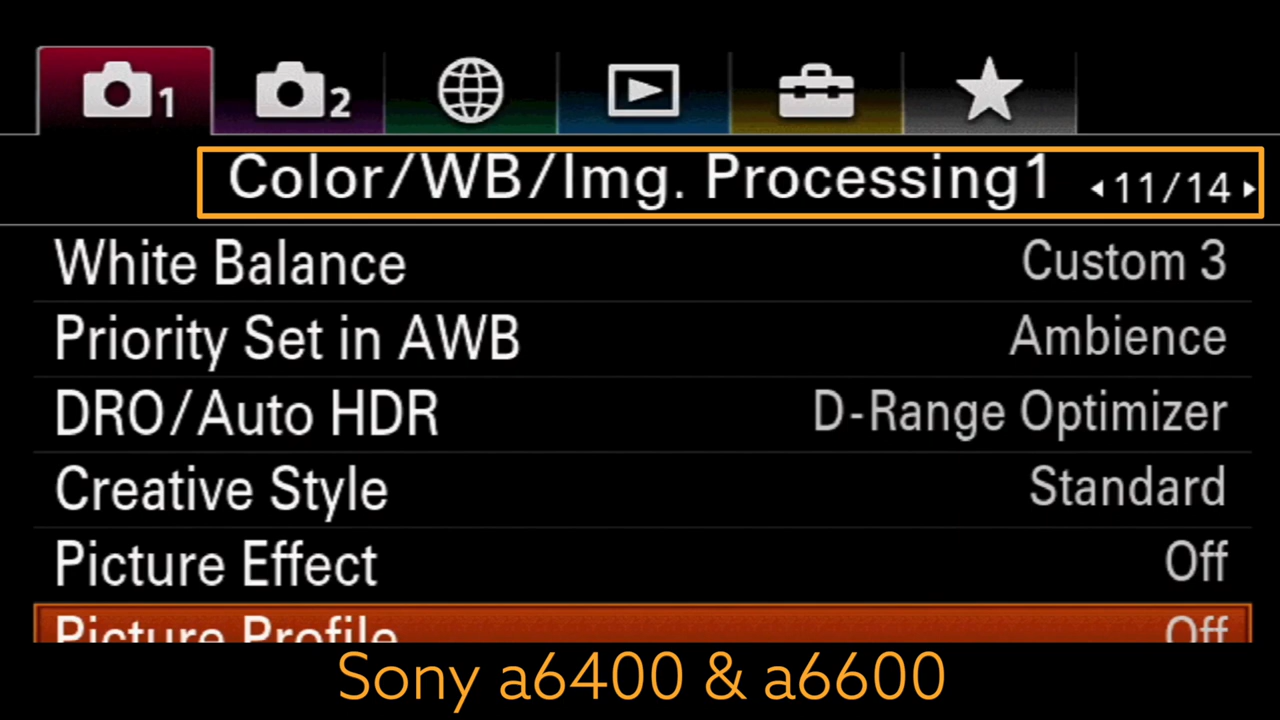 1 2
Color/WB/Img. Processing1 11/14
White Balance Custom 3
Priority Set in AWB Ambience
DRO/Auto HDR D-Range Optimizer
Creative Style Standard
Picture Effect Off
Picture Profile Off
Sony a6400 & a6600